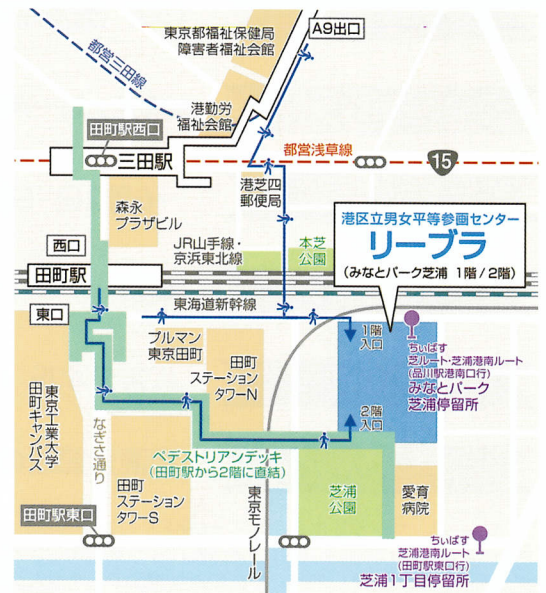 東京都福祉保健局
障害者福祉会館
A9出口
都営三田線
港勤労
福祉会館
田町駅西口
三田駅
都営浅草線
15
港芝四
郵便局
森永
プラザビル
西口
JR山手線・
京浜東北線
本芝
公園
港区立男女平等参画センター
リーブラ
(みなとパーク芝浦 1階/2階)
田町駅
東海道新幹線
東口
プルマン
東京田町
1階
入口
ちぃばす
芝ルート・芝浦港南ルート
(品川駅港南口行)
みなとパーク
芝浦停留所
田町
ステーション
タワーN
東京工業大学
田町キャンパス
なぎさ通り
2階
入口
ペデストリアンデッキ
(田町駅から2階に直結)
田町
ステーション
タワーS
東京モノレール
芝浦
公園
愛育
病院
田町駅東口
ちぃばす
芝浦港南ルート
(田町駅東口行)
芝浦1丁目停留所